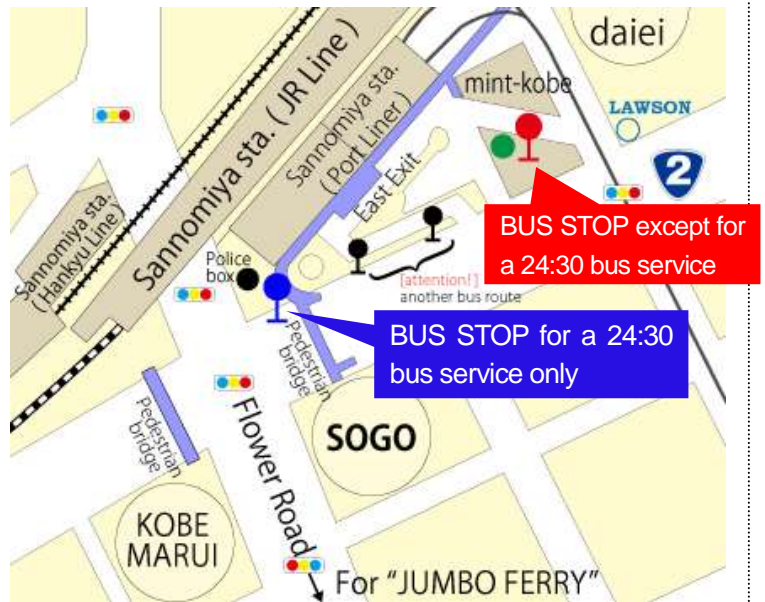 daiei
mint-kobe
LAWSON
2
Sannomiya sta. ( JR Line )
Sannomiya sta.
( Port Liner )
East Exit
BUS STOP except for
a 24:30 bus service
Sannomiya sta.
( Hankyu Line )
Police
box
[attention!]
another bus route
BUS STOP for a 24:30
bus service only
Pedestrian
bridge
Pedestrian
bridge
Flower Road
SOGO
KOBE
MARUI
For "JUMBO FERRY"